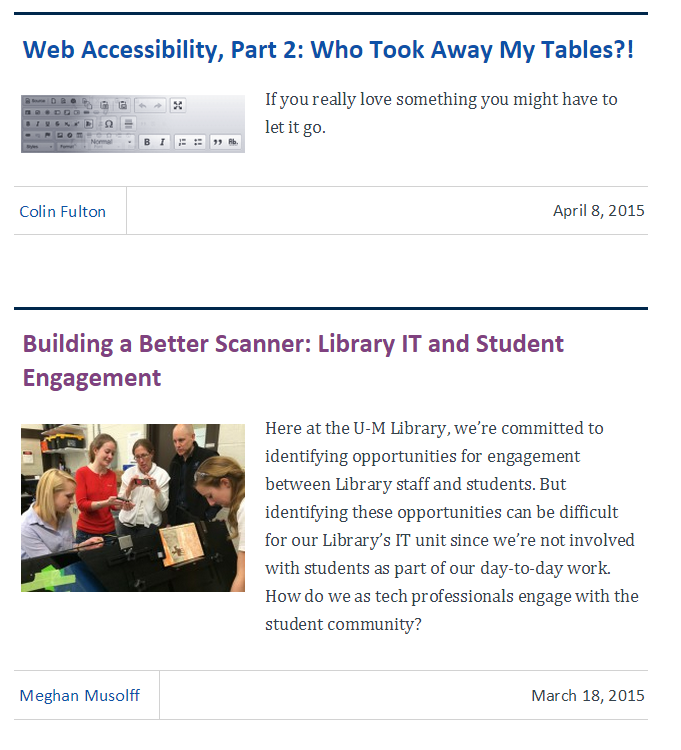 Web Accessibility, Part 2: Who Took Away My Tables?!
If you really love something you might have to
let it go.
Normal
B I
Colin Fulton
April 8, 2015
Building a Better Scanner: Library IT and Student
Engagement
Here at the U-M Library, we’re committed to
identifying opportunities for engagement
between Library staff and students. But
identifying these opportunities can be difficult
for our Library’s IT unit since we’re not involved
with students as part of our day-to-day work.
How do we as tech professionals engage with the
student community?
Meghan Musolff
March 18, 2015